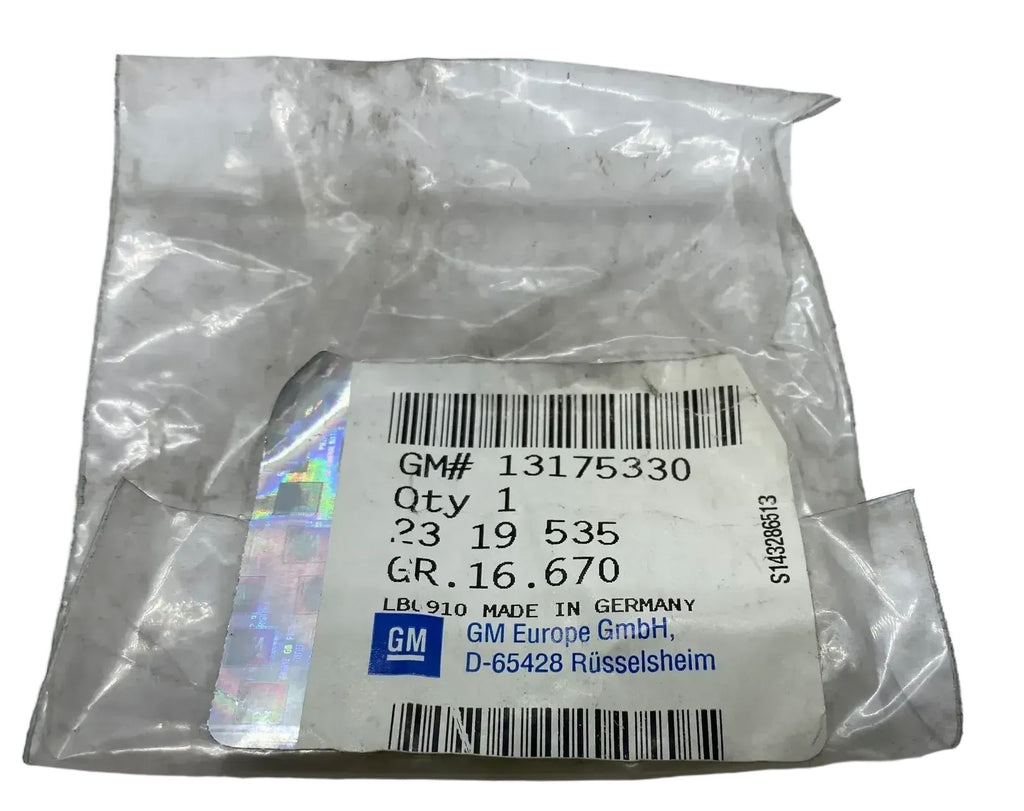 GM# 13175330
Qty 1
23 19 535
GR.16.670
MADE IN GERMANY
GM
GM Europe GmbH,
D-65428 Rüsselsheim
S143286513